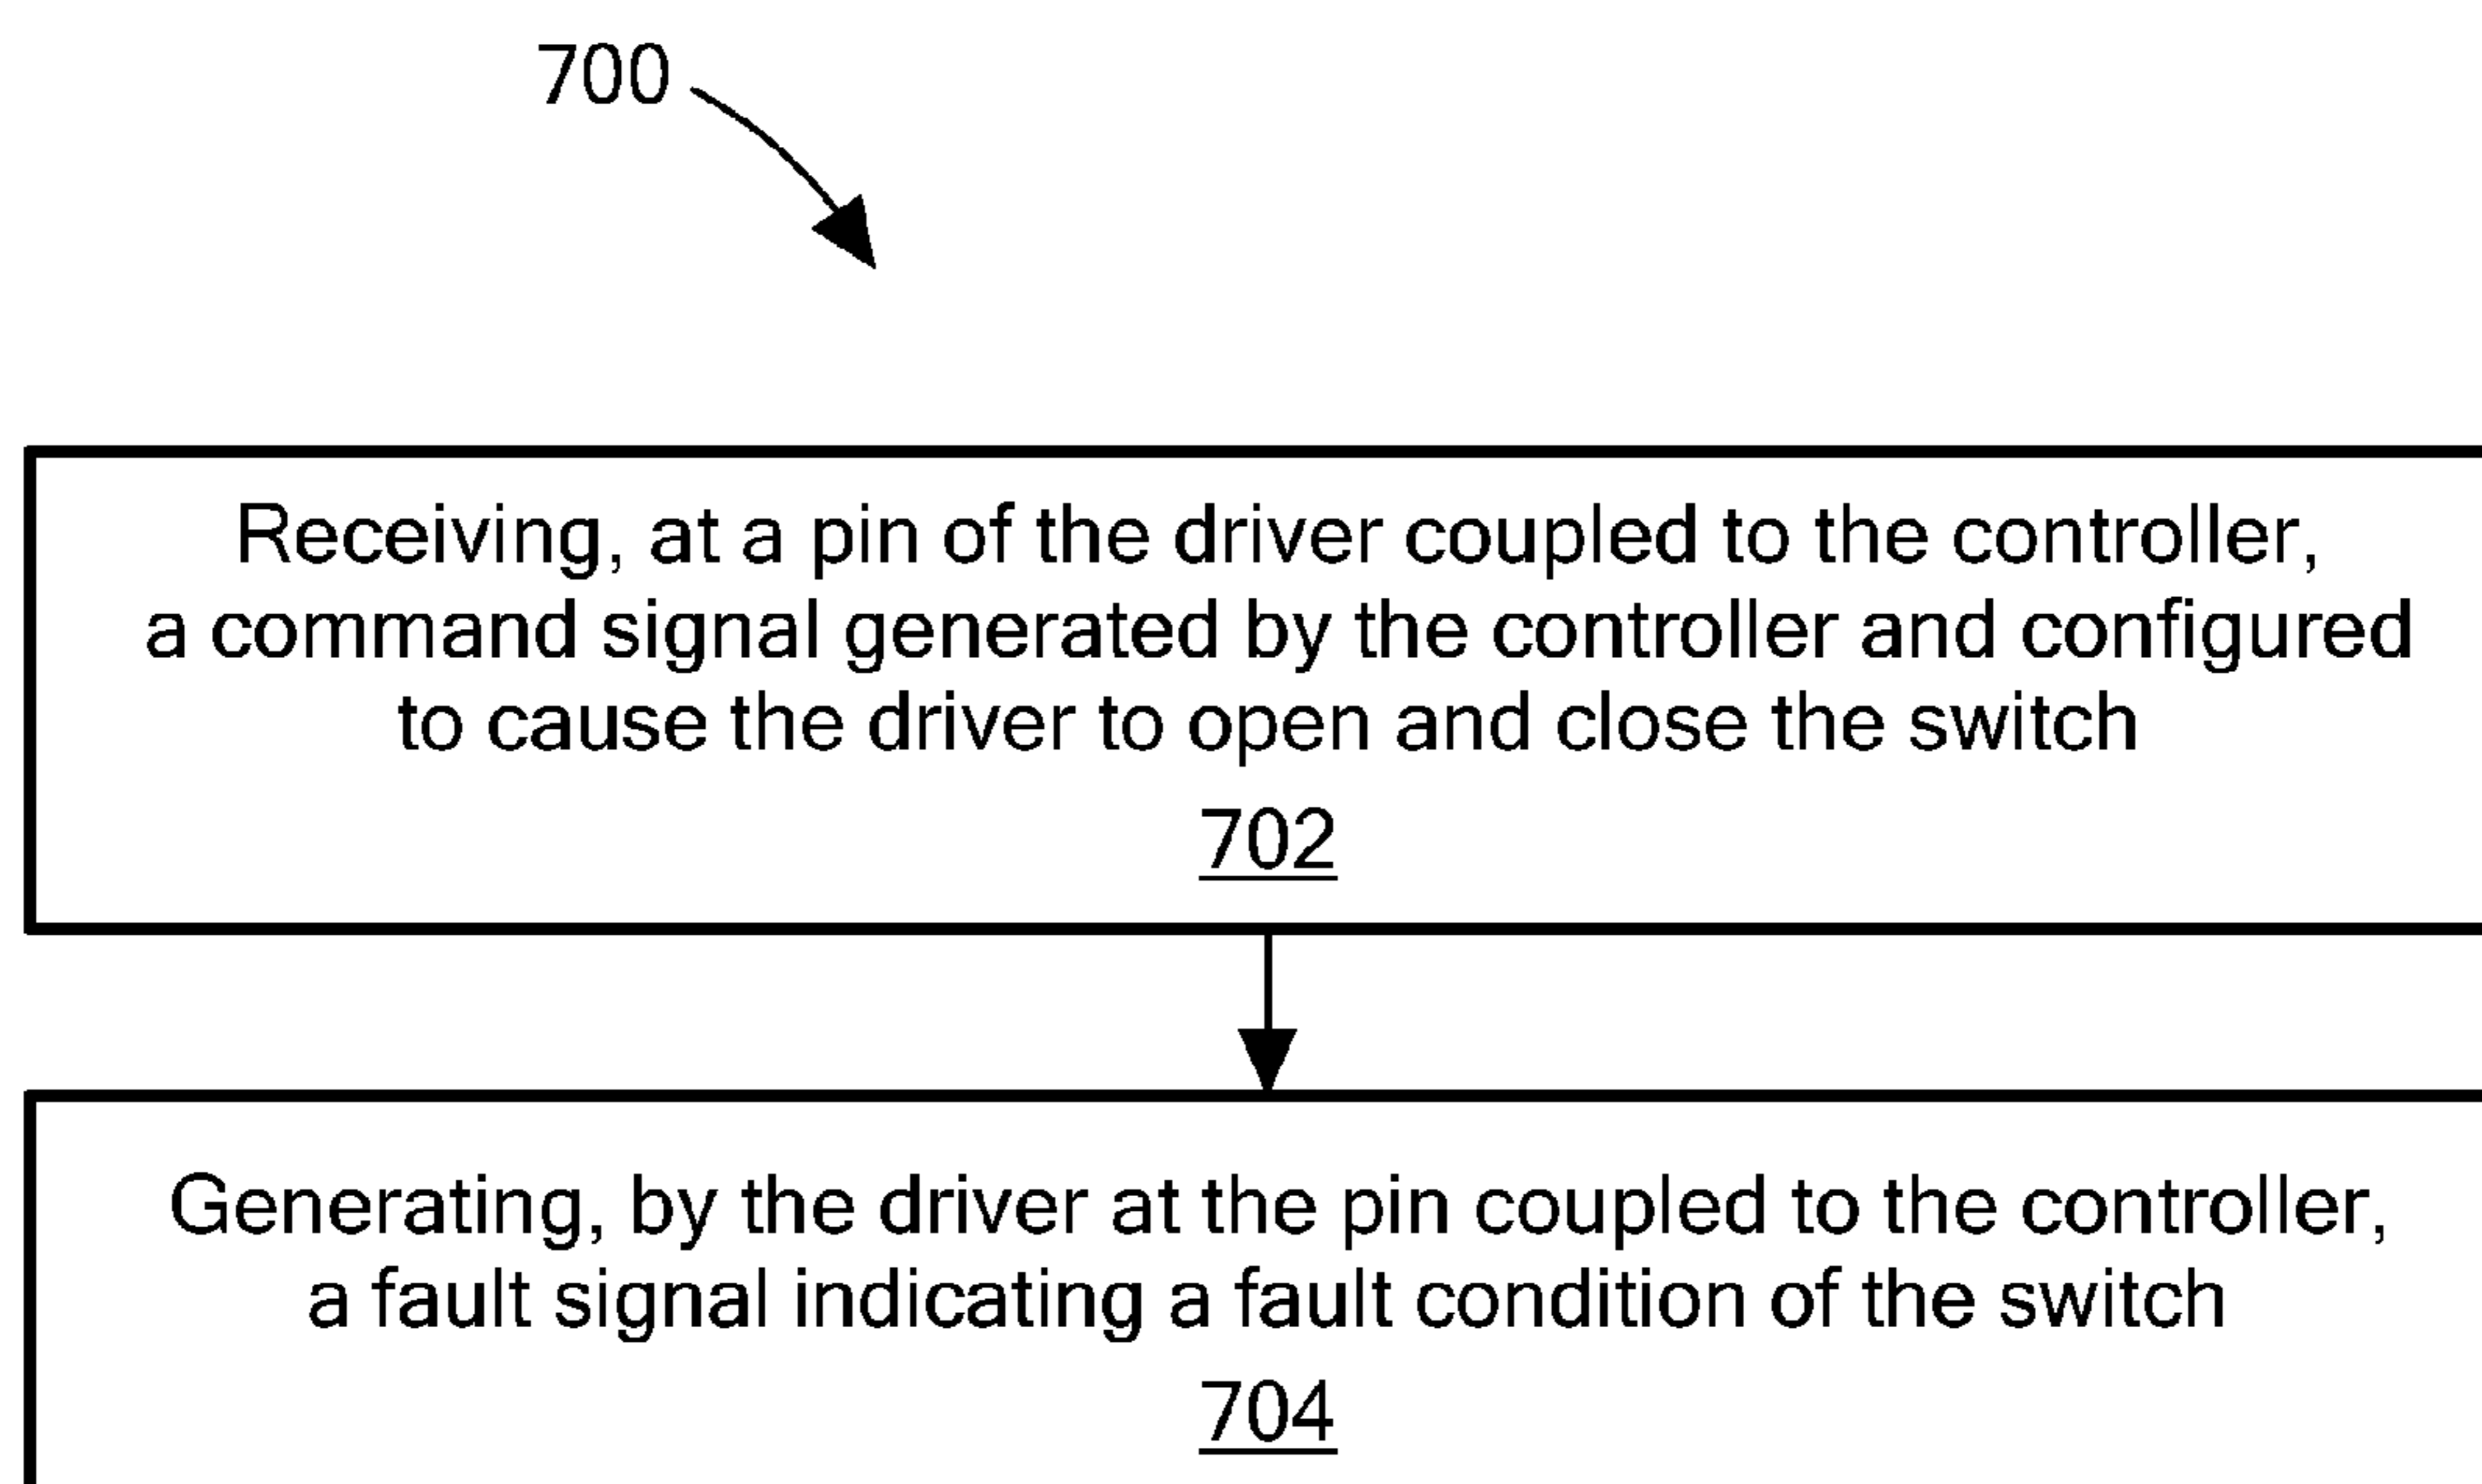 700
Receiving, at a pin of the driver coupled to the controller,
a command signal generated by the controller and configured
to cause the driver to open and close the switch
702
Generating, by the driver at the pin coupled to the controller,
a fault signal indicating a fault condition of the switch
704